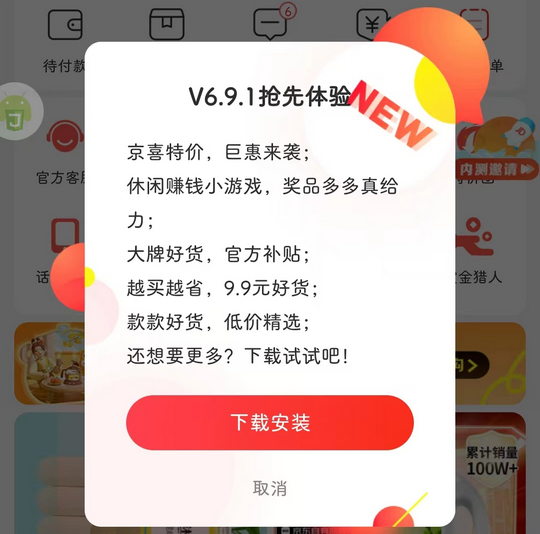 6
待付款
单
V6.9.1抢先体验
NEW
京喜特价，巨惠来袭；
休闲赚钱小游戏，奖品多多真给
力；
大牌好货，官方补贴；
越买越省，9.9元好货；
款款好货，低价精选；
还想要更多？下载试试吧！
下载安装
取消
官方客服
内测邀请
话
金猎人
累计销量
100W+